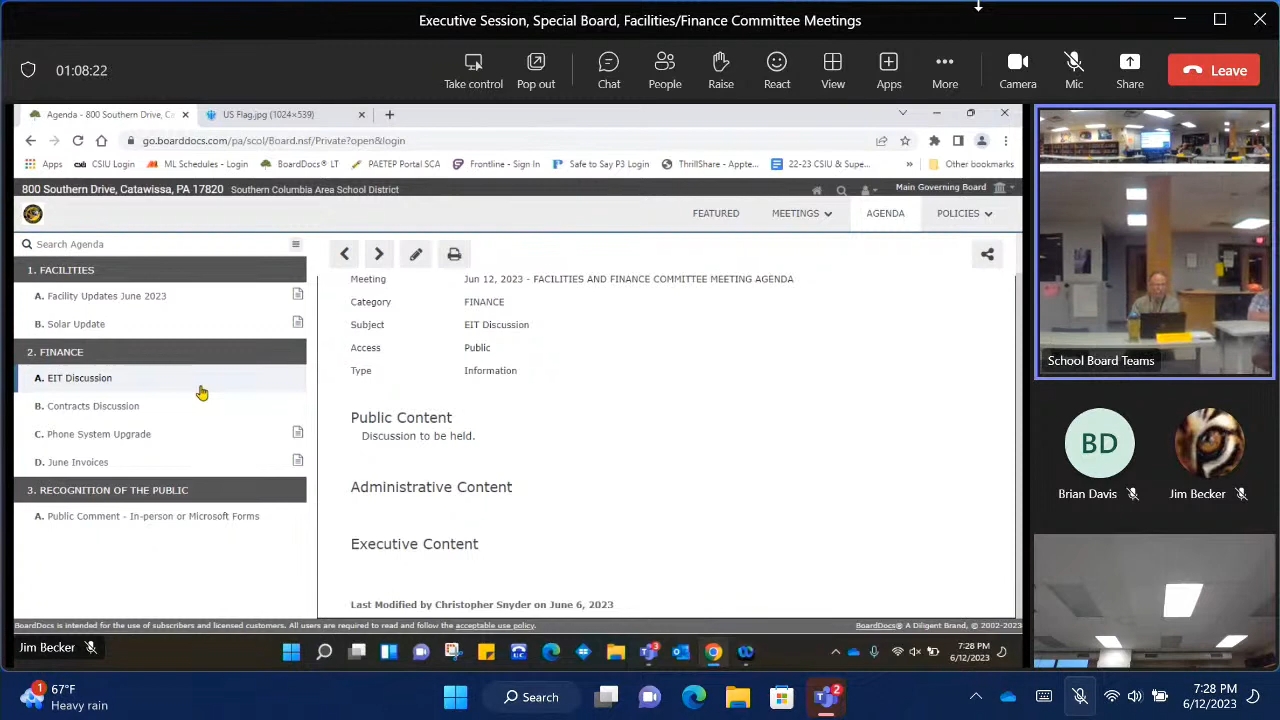 Executive Session, Special Board, Facilities/Finance Committee Meetings
01:08:22
Take control
Pop out
Chat
People
Raise
React
View
Apps
More
Camera
Mic
Share
Leave
Agenda - 800 Southern Drive, Ca
US Flag.jpg (1024×539)
go.boarddocs.com/pa/scol/Board.nsf/Private?open&login
Apps
CSIU Login
ML Schedules - Login
BoardDocs® LT
PAETEP Portal SCA
Frontline - Sign In
Safe to Say P3 Login
ThrillShare - Appte...
22-23 CSIU & Supe...
»
Other bookmarks
800 Southern Drive, Catawissa, PA 17820 Southern Columbia Area School District
Main Governing Board
FEATURED
MEETINGS
AGENDA
POLICIES
Search Agenda
1. FACILITIES
A. Facility Updates June 2023
B. Solar Update
2. FINANCE
A. EIT Discussion
B. Contracts Discussion
C. Phone System Upgrade
D. June Invoices
3. RECOGNITION OF THE PUBLIC
A. Public Comment - In-person or Microsoft Forms
Meeting Jun 12, 2023 - FACILITIES AND FINANCE COMMITTEE MEETING AGENDA
Category FINANCE
Subject EIT Discussion
Access Public
Type Information
Public Content
Discussion to be held.
Administrative Content
Executive Content
Last Modified by Christopher Snyder on June 6, 2023
BoardDocs is intended for the use of subscribers and licensed customers. All users are required to read and follow the acceptable use policy.
BoardDocs® A Diligent Brand, © 2002-2023
Jim Becker
7:28 PM
6/12/2023
School Board Teams
BD
Brian Davis
Jim Becker
1
67°F
Heavy rain
Search
2
7:28 PM
6/12/2023